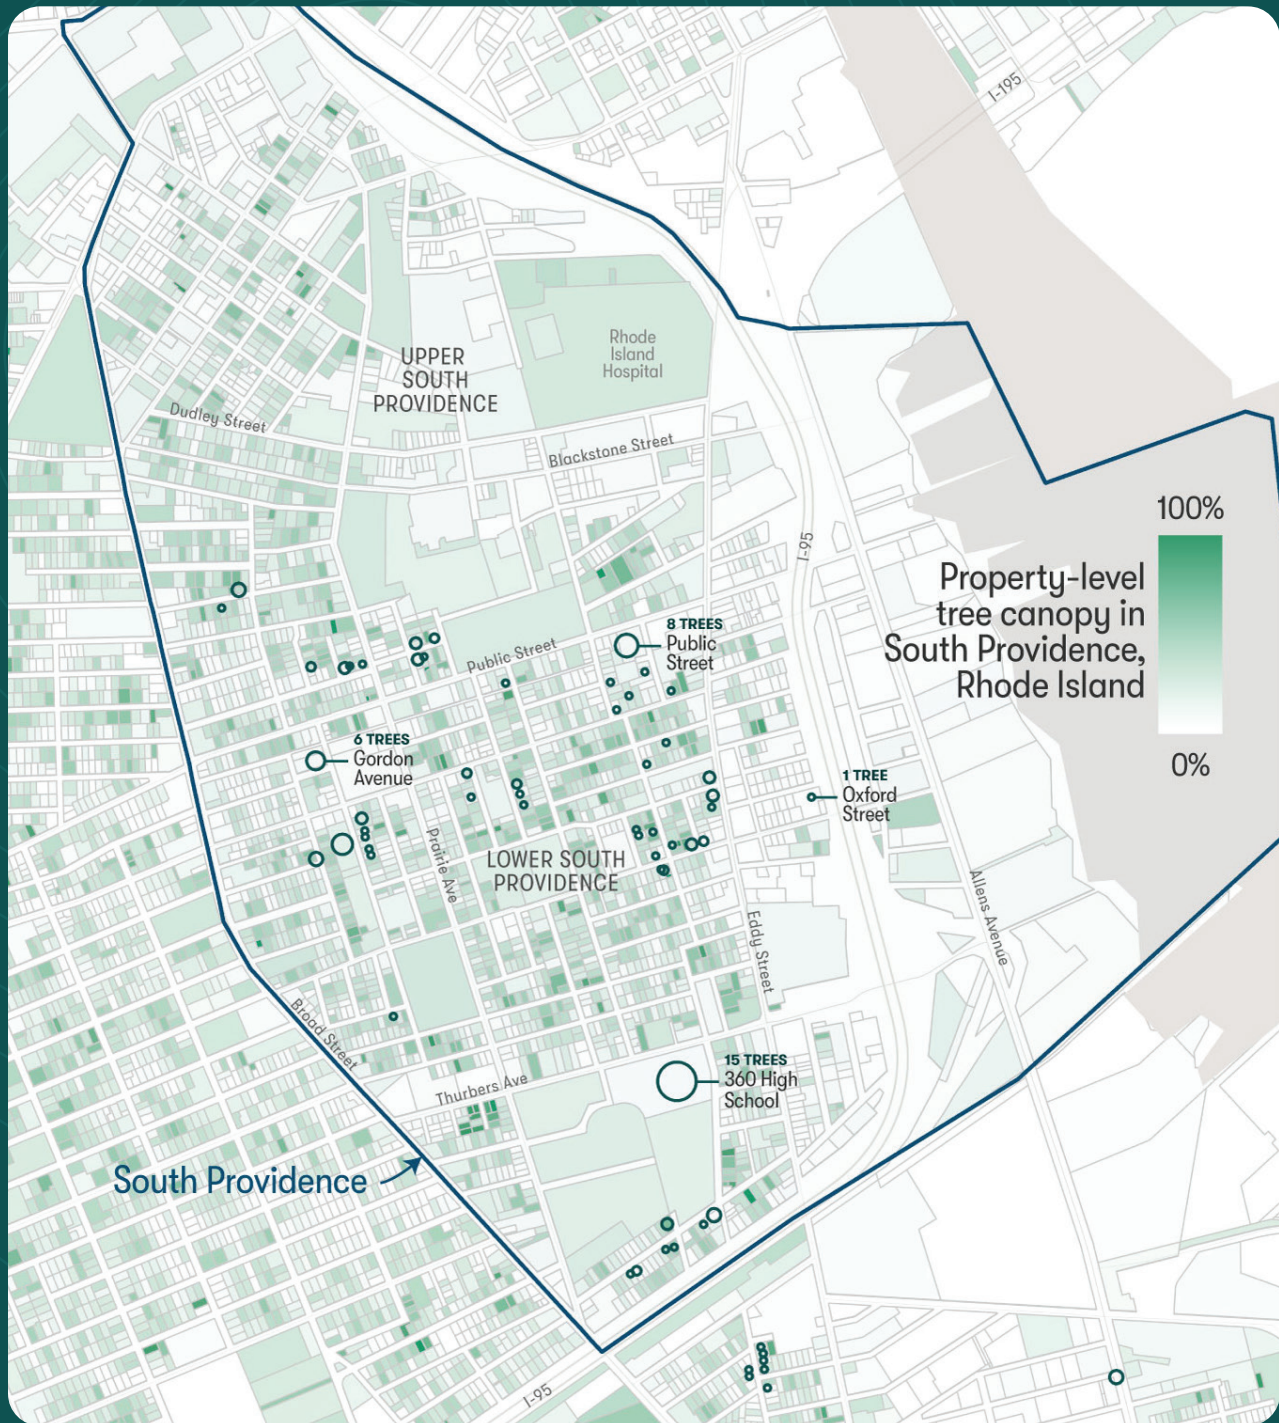 I-195
Rhode
Island
Hospital
UPPER
SOUTH
PROVIDENCE
Dudley Street
Blackstone Street
100%
I-95
Property-level
tree canopy in
South Providence,
Rhode Island
0%
8 TREES
Public
Street
Public Street
6 TREES
Gordon
Avenue
1 TREE
Oxford
Street
Prairie Ave
LOWER SOUTH
PROVIDENCE
Allens Avenue
Eddy Street
Broad Street
15 TREES
360 High
School
Thurbers Ave
South Providence
I-95